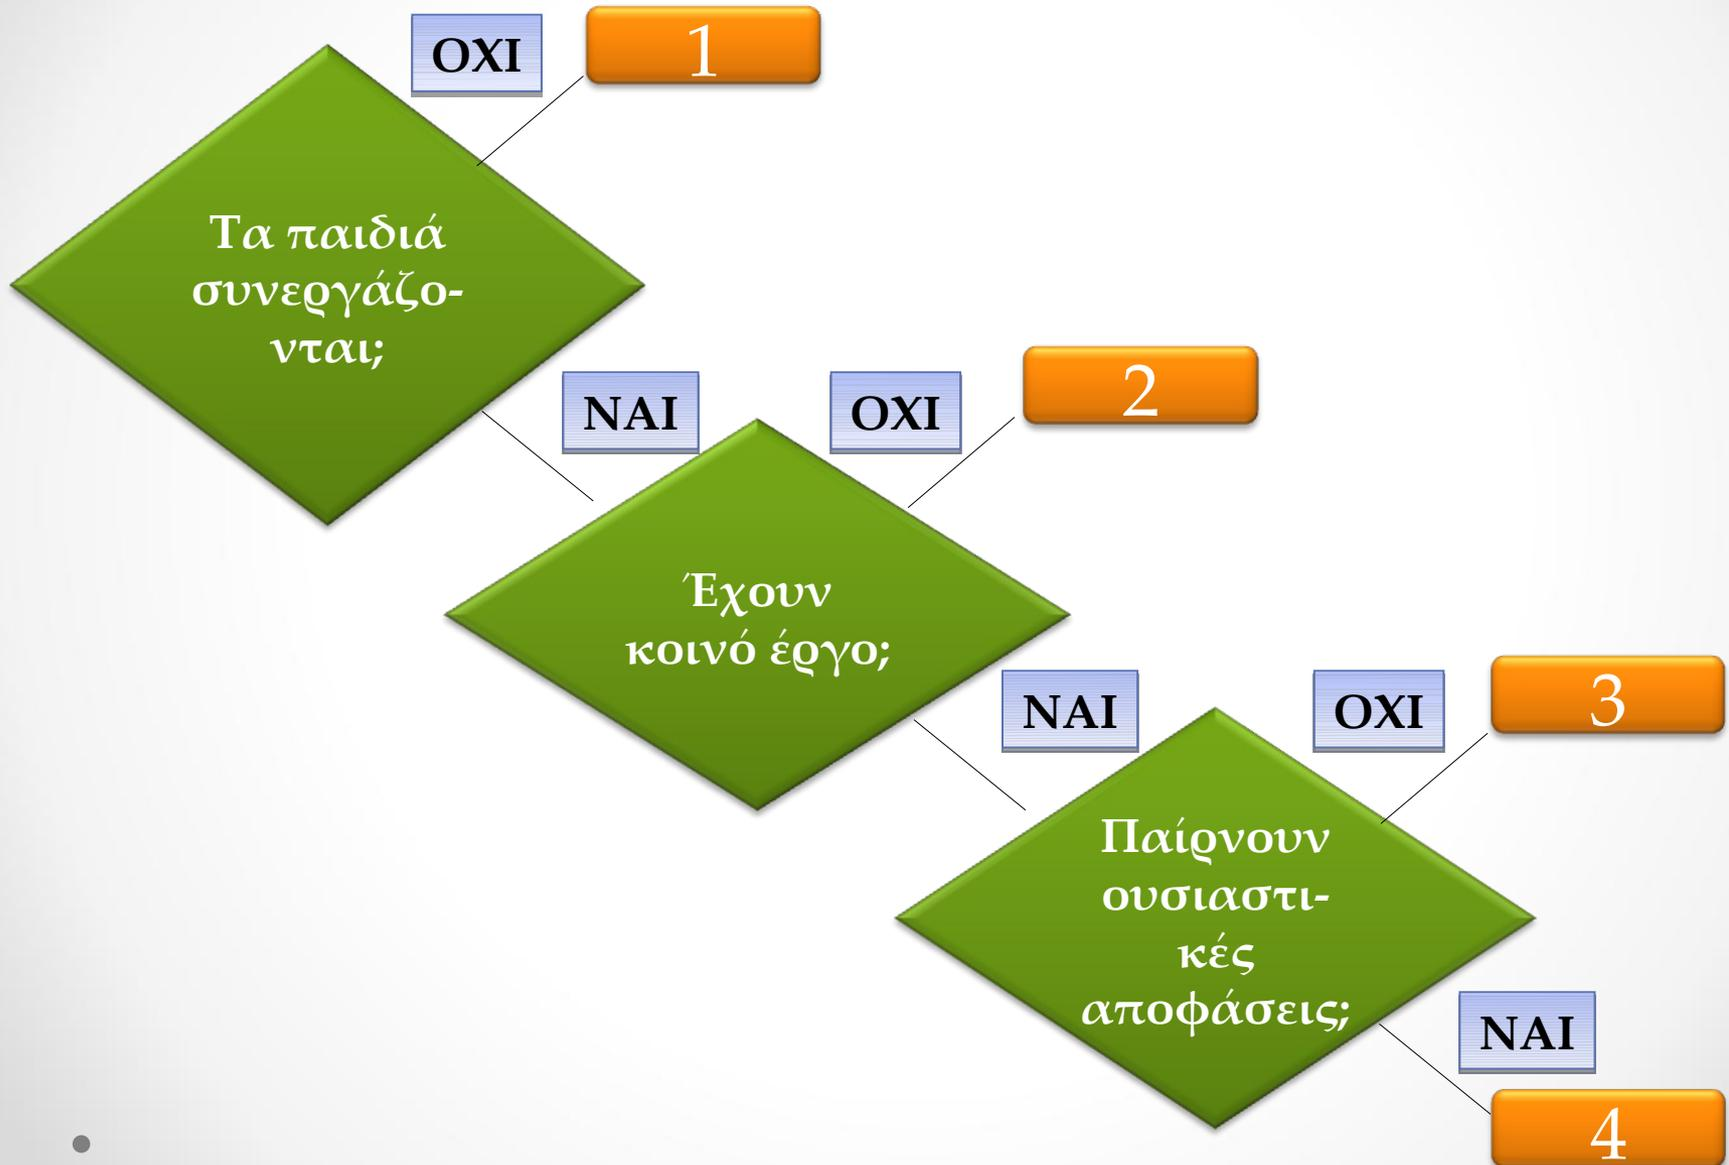 ΟΧΙ
1
Τα παιδιά
συνεργάζο-
νται;
ΝΑΙ
ΟΧΙ
2
Έχουν
κοινό έργο;
ΝΑΙ
ΟΧΙ
3
Παίρνουν
ουσιαστι-
κές
αποφάσεις;
ΝΑΙ
4